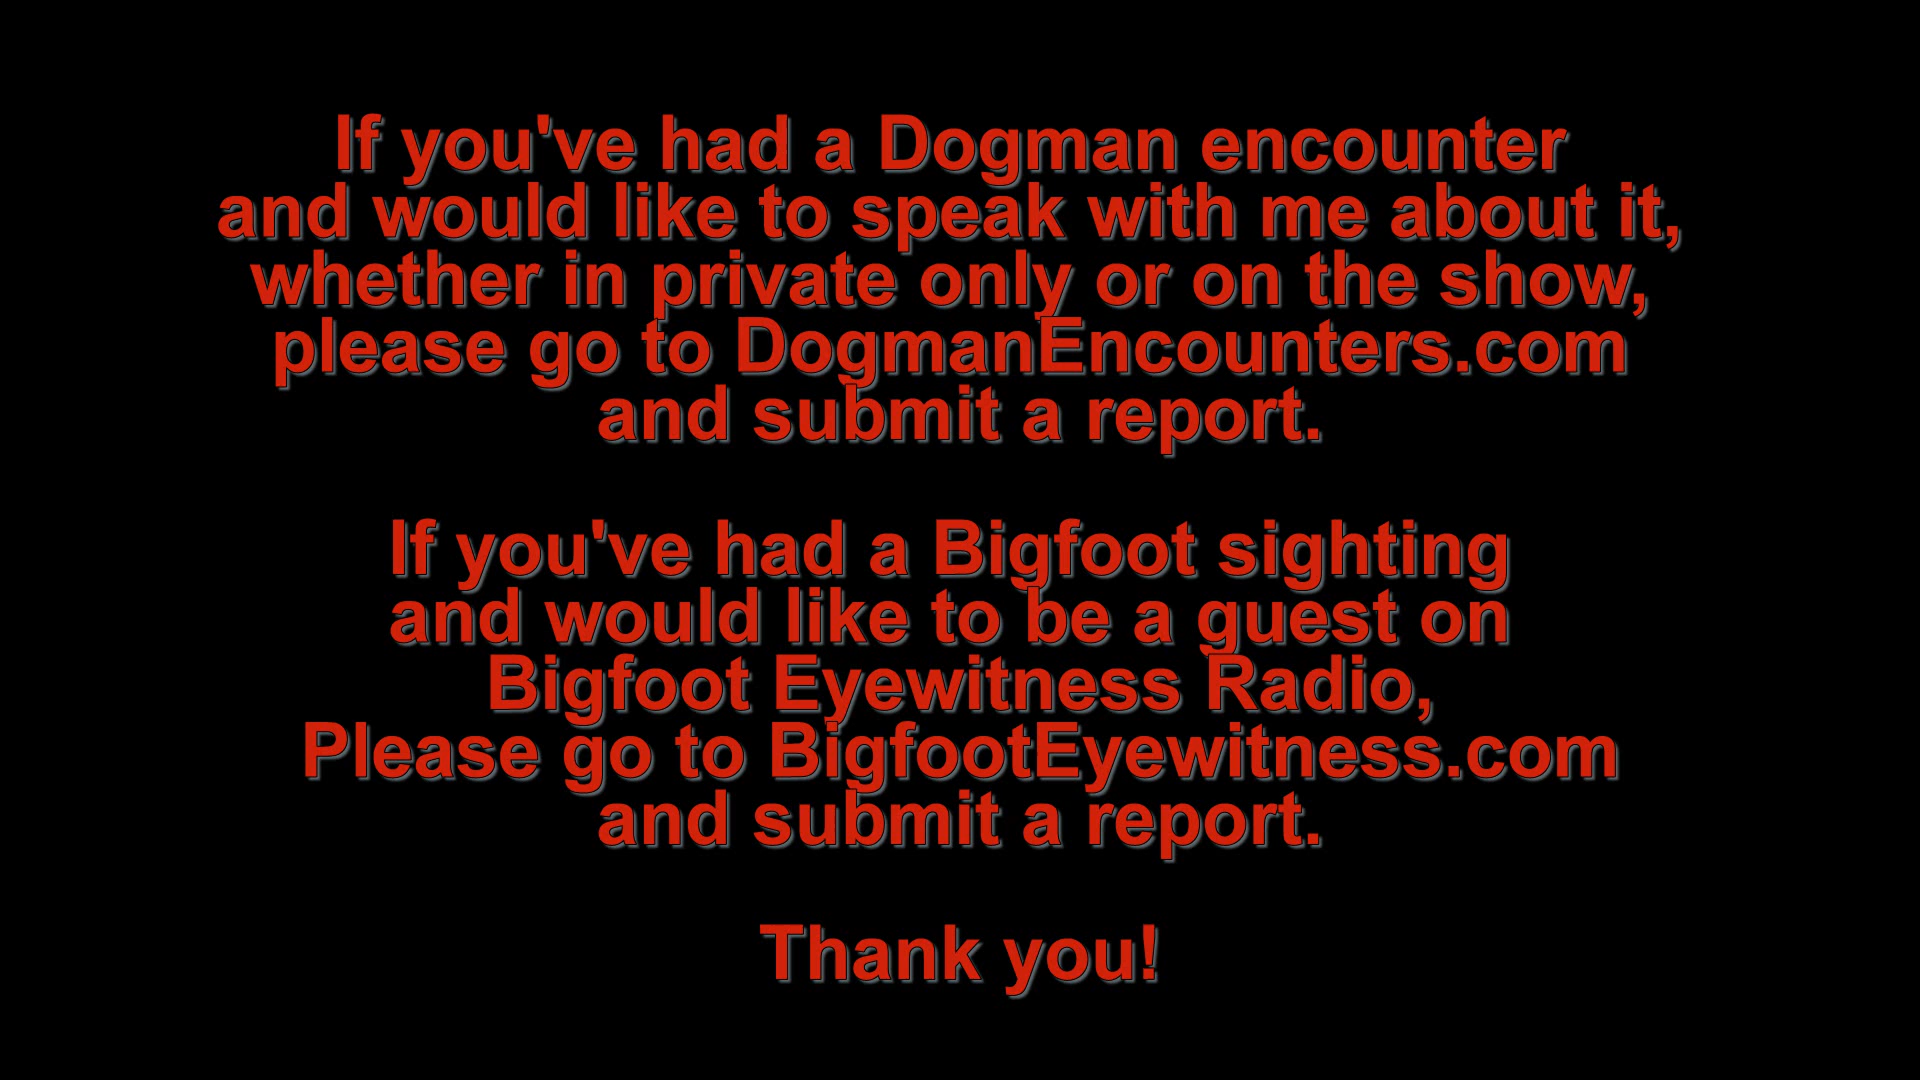 If you've had a Dogman encounter
and would like to speak with me about it,
whether in private only or on the show,
please go to DogmanEncounters.com
and submit a report.
If you've had a Bigfoot sighting
and would like to be a guest on
Bigfoot Eyewitness Radio,
Please go to BigfootEyewitness.com
and submit a report.
Thank you!